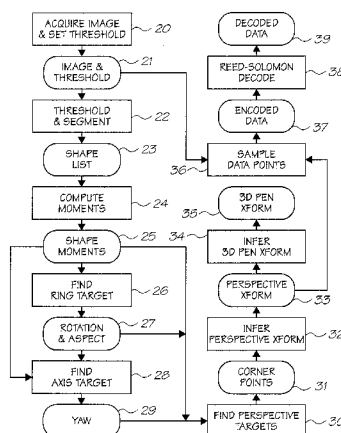 ACQUIRE IMAGE
& SET THRESHOLD
20
IMAGE &
THRESHOLD
21
THRESHOLD
& SEGMENT
22
SHAPE
LIST
23
COMPUTE
MOMENTS
24
SHAPE
MOMENTS
25
FIND
RING TARGET
26
ROTATION
& ASPECT
27
FIND
AXIS TARGET
28
YAW
29
DECODED
DATA
39
REED-SOLOMON
DECODE
38
ENCODED
DATA
37
SAMPLE
DATA POINTS
36
3D PEN
XFORM
35
INFER
3D PEN XFORM
34
PERSPECTIVE
XFORM
33
INFER
PERSPECTIVE XFORM
32
CORNER
POINTS
31
FIND PERSPECTIVE
TARGETS
30